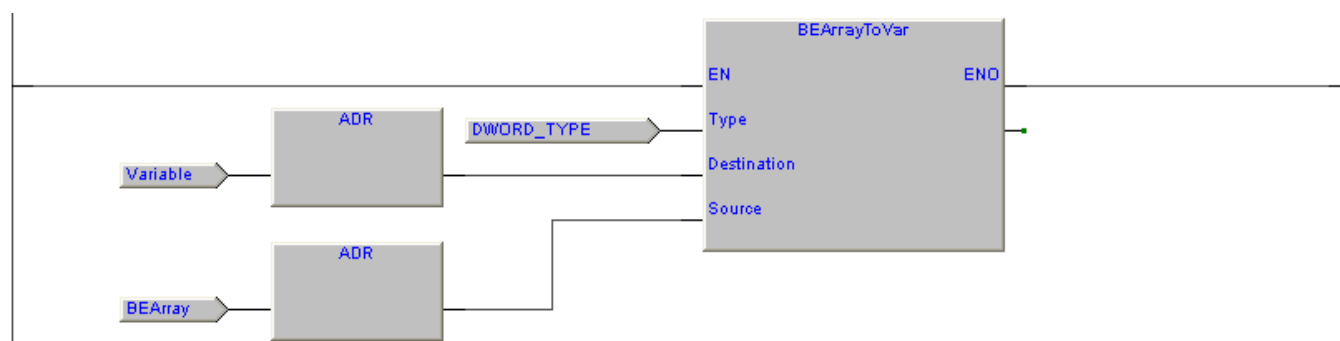 BEArrayToVar
EN ENO
ADR
DWORD_TYPE
Type
Variable
Destination
Source
ADR
BEArray